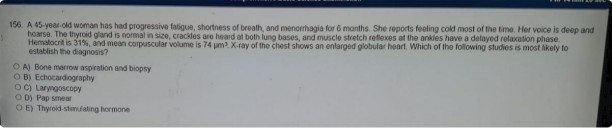 156. A 45-year-old woman has had progressive fatigue, shortness of breath, and menorrhagia for 6 months. She reports feeling cold most of the time. Her voice is deep and
hoarse. The thyroid gland is normal in size, crackles are heard at both lung bases, and muscle stretch reflexes at the ankles have a delayed relaxation phase.
Hematocrit is 31%, and mean corpuscular volume is 74 µm³. X-ray of the chest shows an enlarged globular heart. Which of the following studies is most likely to
establish the diagnosis?
A) Bone marrow aspiration and biopsy
B) Echocardiography
C) Laryngoscopy
D) Pap smear
E) Thyroid-stimulating hormone